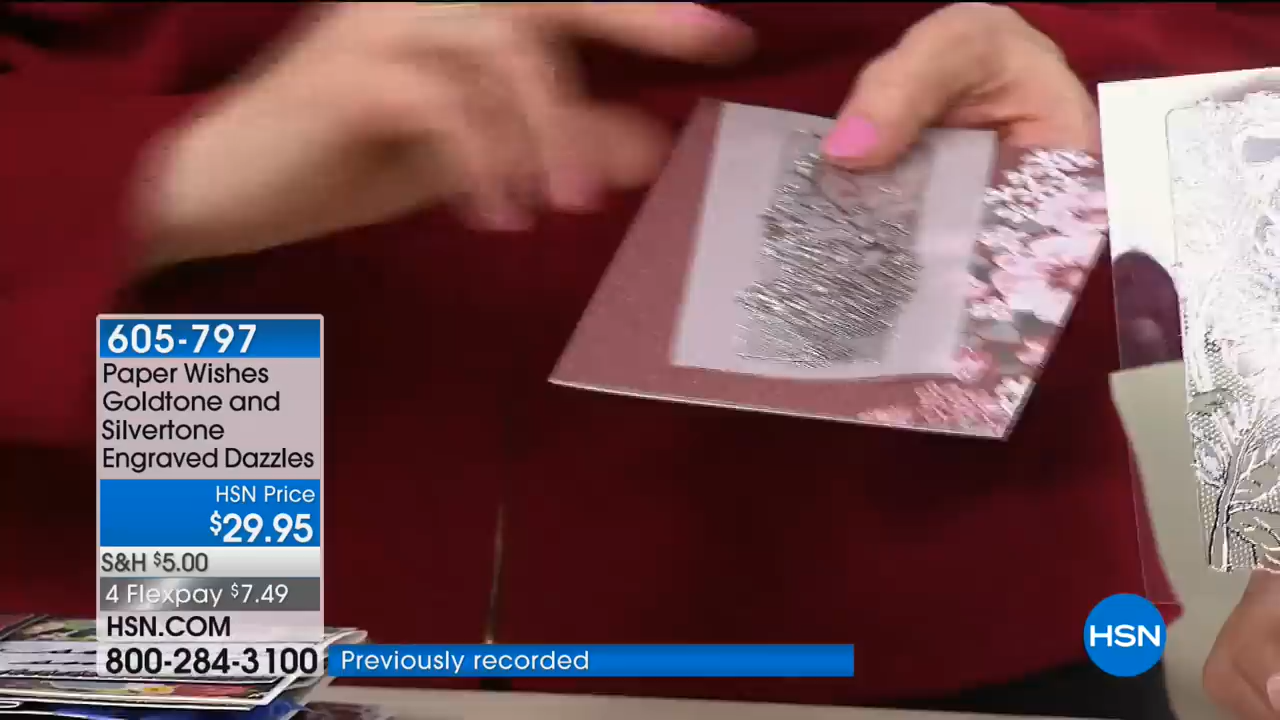 605-797
Paper Wishes
Goldtone and
Silvertone
Engraved Dazzles
HSN Price
$29.95
S&H $5.00
4 Flexpay $7.49
HSN.COM
800-284-3100
Previously recorded
HSN